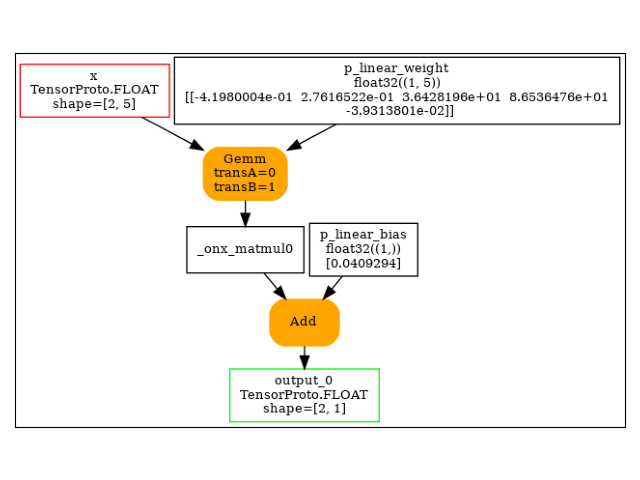 x
TensorProto.FLOAT
shape=[2, 5]
p_linear_weight
float32((1, 5))
[[-4.1980004e-01  2.7616522e-01  3.6428196e+01  8.6536476e+01
-3.9313801e-02]]
Gemm
transA=0
transB=1
_onx_matmul0
p_linear_bias
float32((1,))
[0.0409294]
Add
output_0
TensorProto.FLOAT
shape=[2, 1]